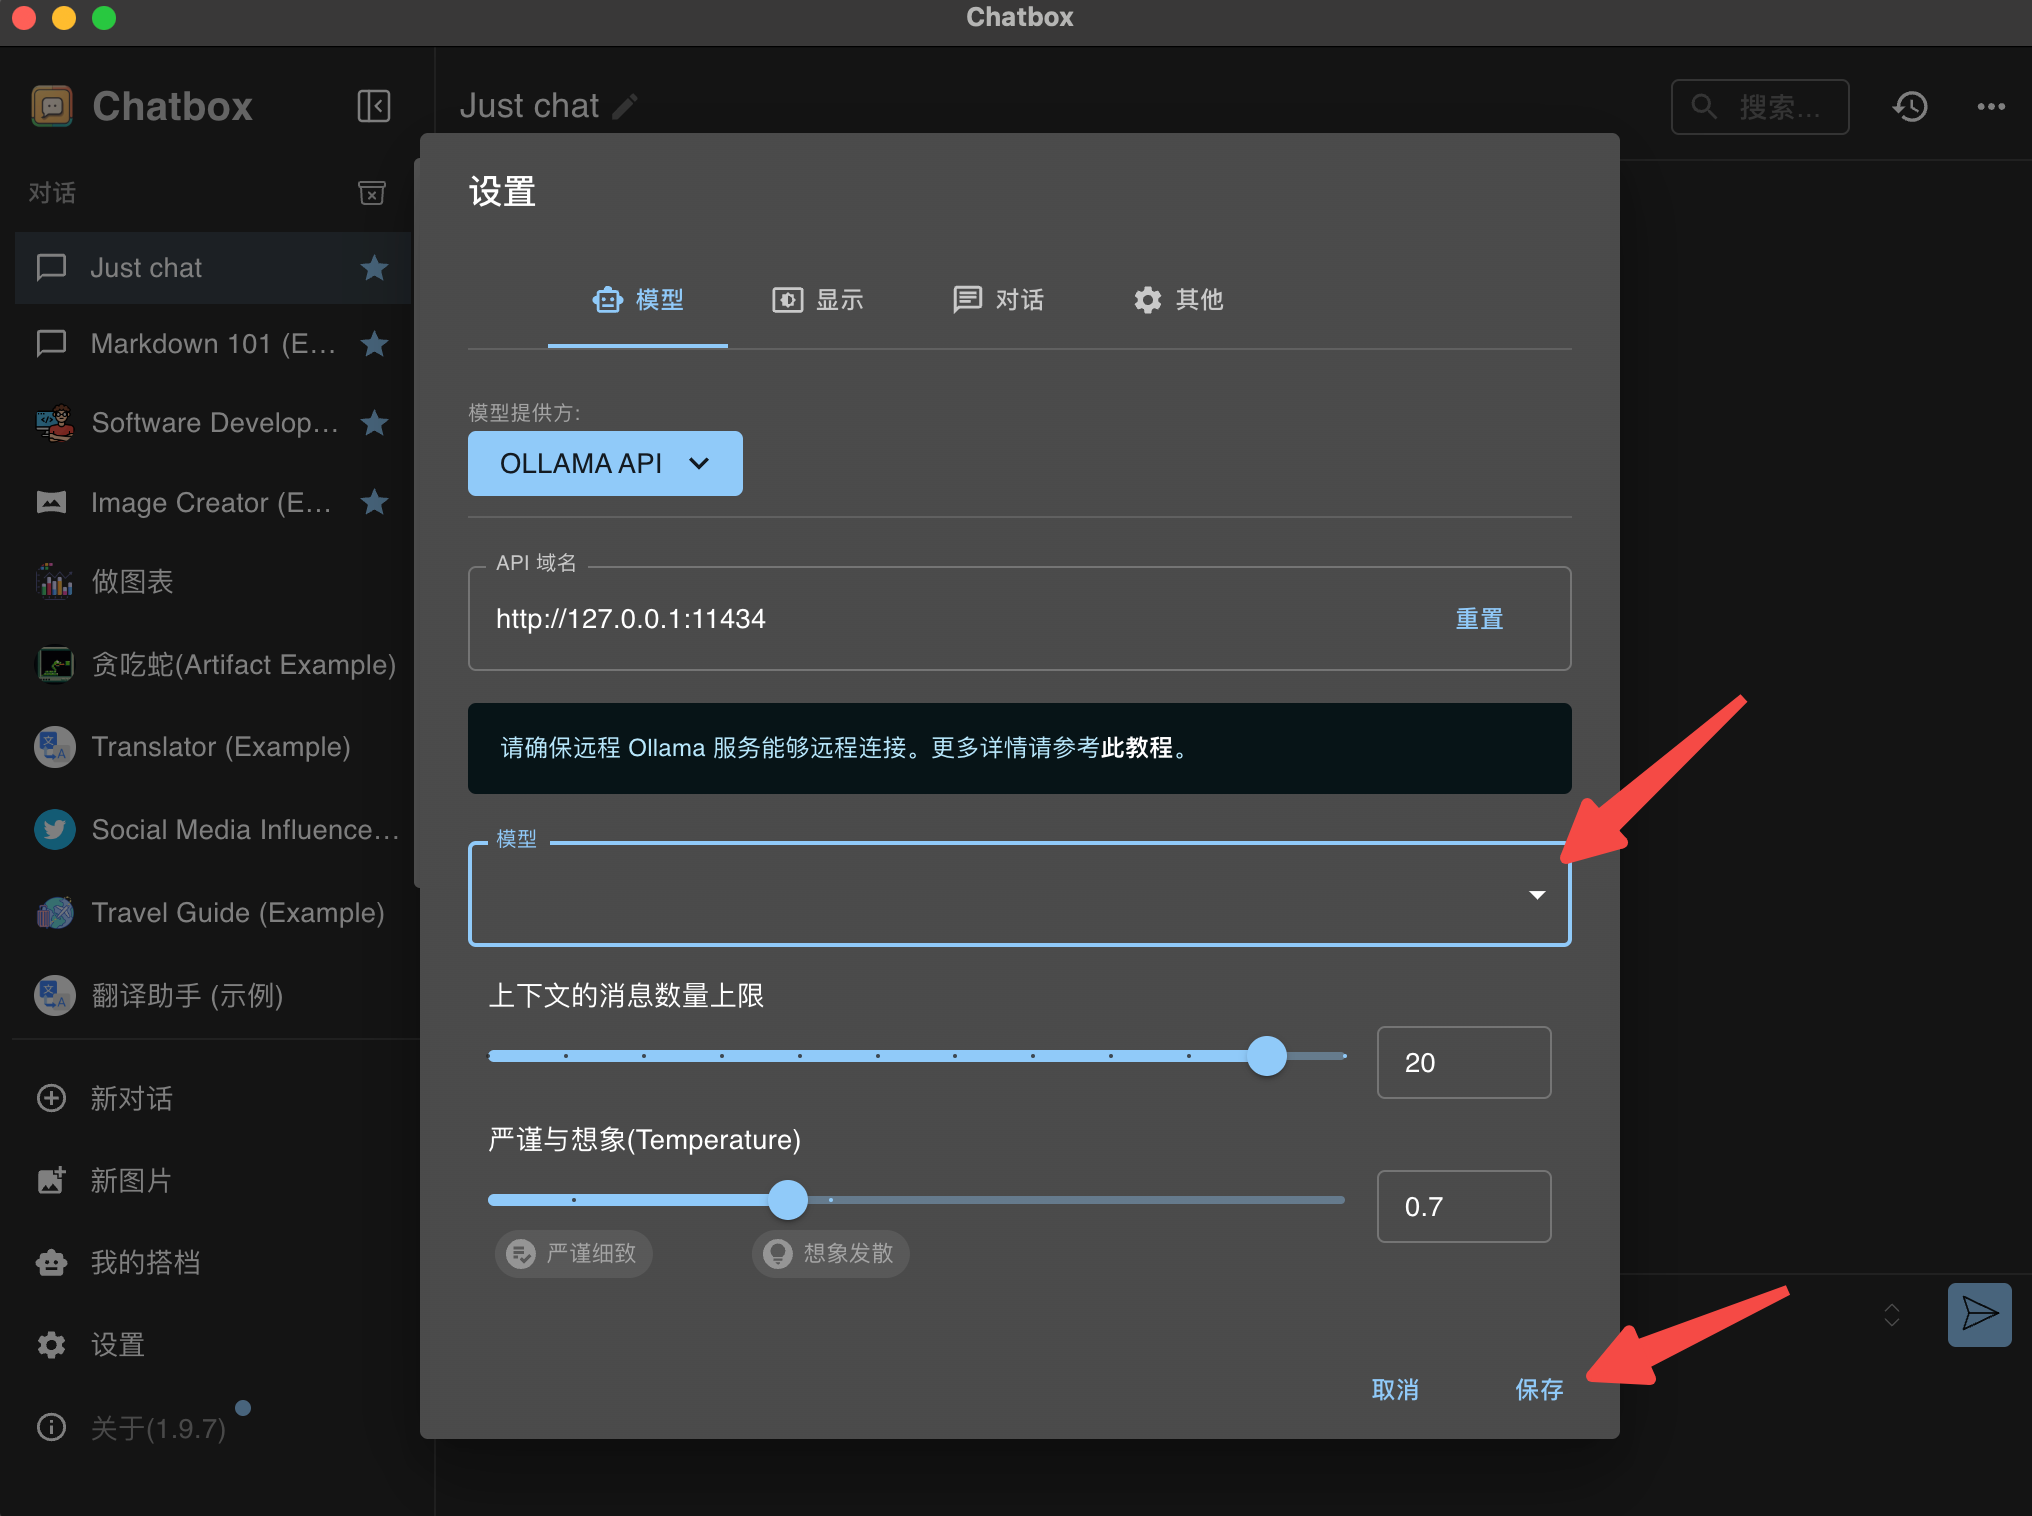 Chatbox
Chatbox
对话
Just chat
Markdown 101 (E...
Software Develop...
Image Creator (E...
做图表
贪吃蛇(Artifact Example)
Translator (Example)
Social Media Influence...
Travel Guide (Example)
翻译助手 (示例)
新对话
新图片
我的搭档
设置
关于(1.9.7)
Just chat
搜索...
设置
模型
显示
对话
其他
模型提供方:
OLLAMA API
API 域名
http://127.0.0.1:11434
重置
请确保远程 Ollama 服务能够远程连接。更多详情请参考此教程。
模型
上下文的消息数量上限
20
严谨与想象(Temperature)
0.7
严谨细致
想象发散
取消
保存